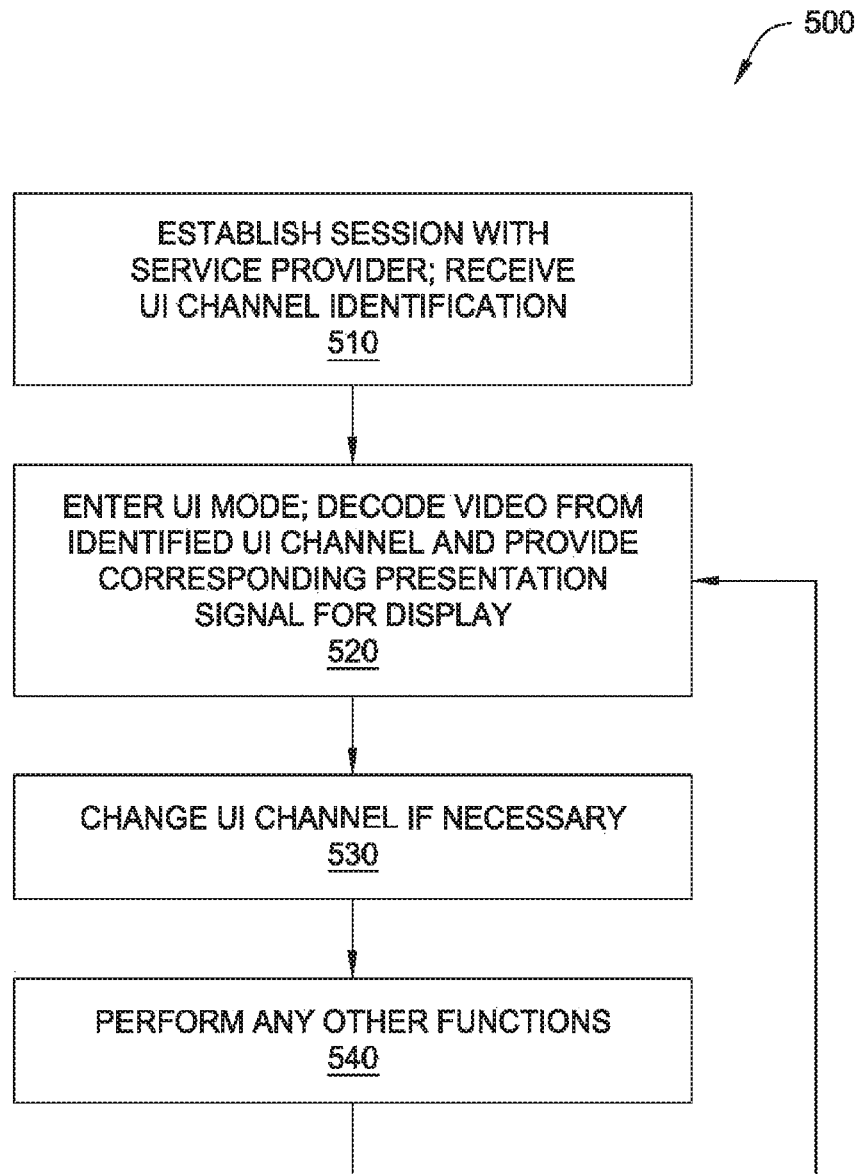 500
ESTABLISH SESSION WITH
SERVICE PROVIDER; RECEIVE
UI CHANNEL IDENTIFICATION
510
ENTER UI MODE; DECODE VIDEO FROM
IDENTIFIED UI CHANNEL AND PROVIDE
CORRESPONDING PRESENTATION
SIGNAL FOR DISPLAY
520
CHANGE UI CHANNEL IF NECESSARY
530
PERFORM ANY OTHER FUNCTIONS
540